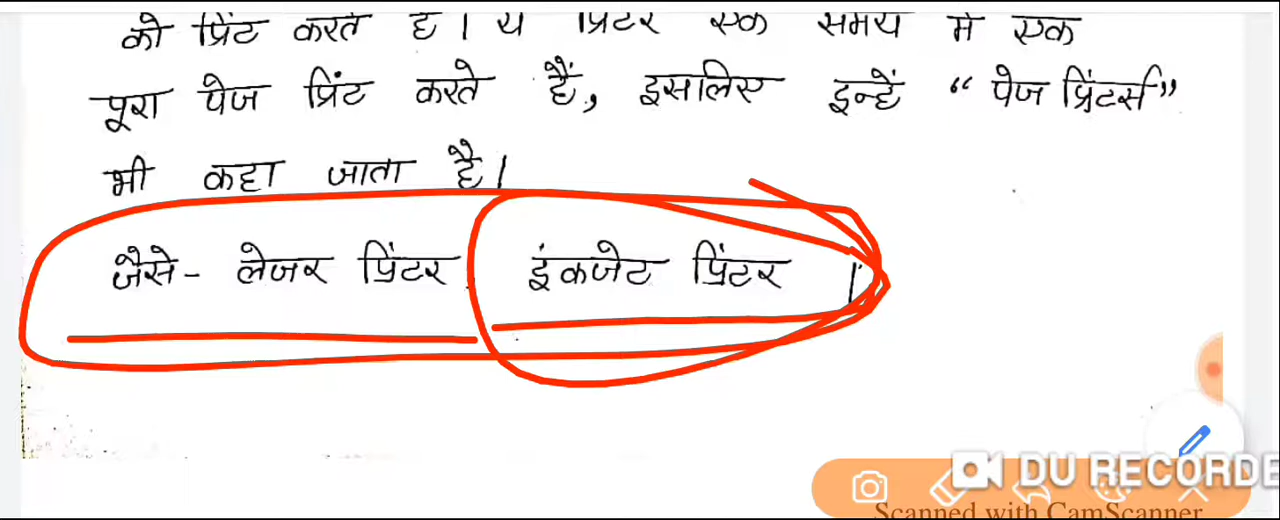 को प्रिंट करते है। ये प्रिंटर एक समय में एक
पूरा पेज प्रिंट करते हैं, इसलिए इन्हें “पेज प्रिंटर्स”
भी कहा जाता है।
जैसे- लेजर प्रिंटर इंकजेट प्रिंटर।
DU RECORDE
Scanned with CamScanner